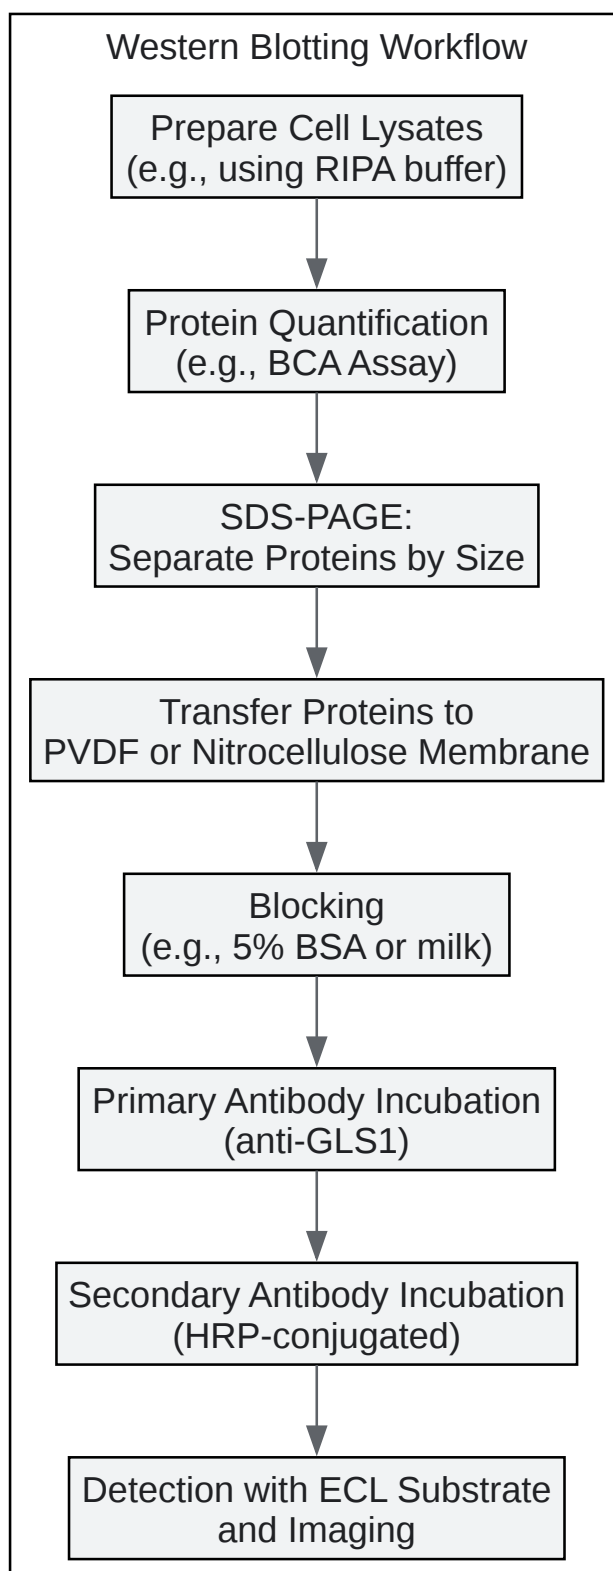 Western Blotting Workflow
Prepare Cell Lysates
(e.g., using RIPA buffer)
Protein Quantification
(e.g., BCA Assay)
SDS-PAGE:
Separate Proteins by Size
Transfer Proteins to
PVDF or Nitrocellulose Membrane
Blocking
(e.g., 5% BSA or milk)
Primary Antibody Incubation
(anti-GLS1)
Secondary Antibody Incubation
(HRP-conjugated)
Detection with ECL Substrate
and Imaging